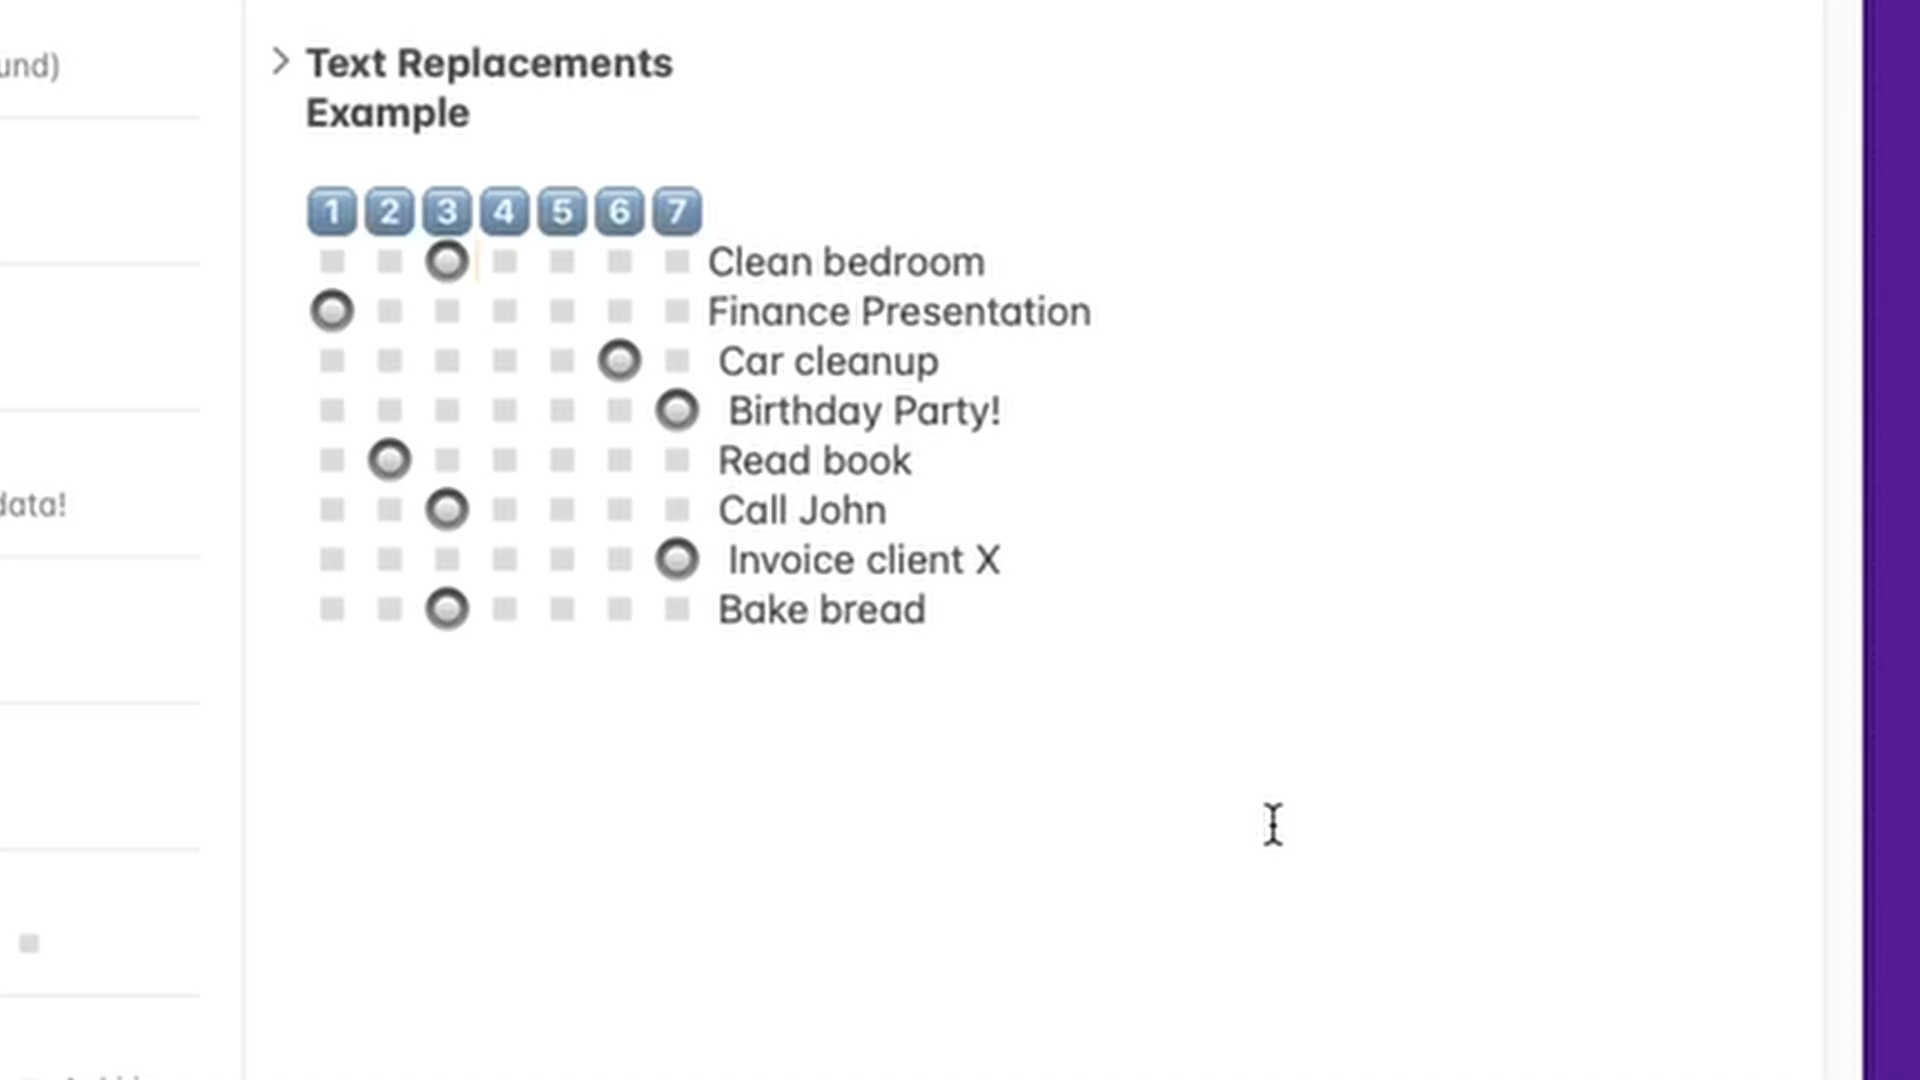 und)
data!
Text Replacements
Example
1 2 3 4 5 6 7
Clean bedroom
Finance Presentation
Car cleanup
Birthday Party!
Read book
Call John
Invoice client X
Bake bread